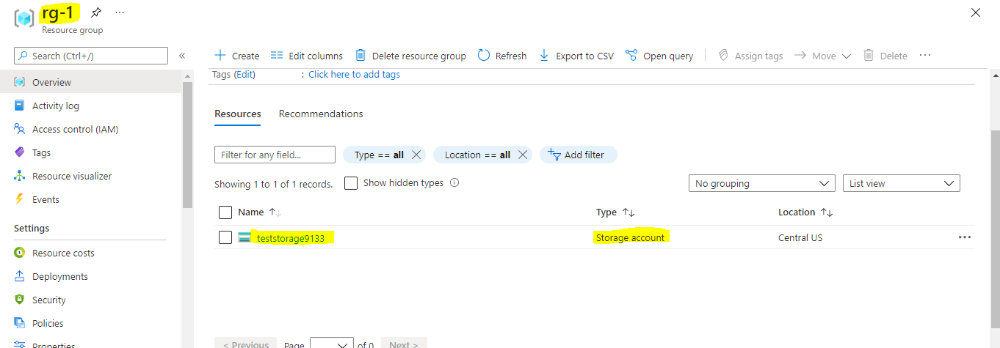 rg-1
Resource group
Search (Ctrl+/)
Create Edit columns Delete resource group Refresh Export to CSV Open query Assign tags Move Delete
Tags (Edit) : Click here to add tags
Overview
Activity log
Access control (IAM)
Tags
Resource visualizer
Events
Settings
Resource costs
Deployments
Security
Policies
Properties
Resources Recommendations
Filter for any field... Type == all Location == all Add filter
Showing 1 to 1 of 1 records. Show hidden types No grouping List view
Name Type Location
teststorage9133 Storage account Central US
< Previous Page of 0 Next >